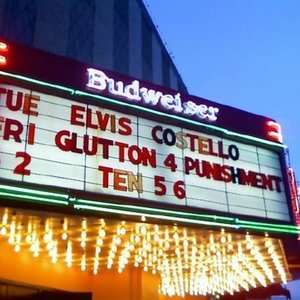 Budweiser
TUE ELVIS COSTELLO
FRI GLUTTON 4 PUNISHMENT
2 TEN 56